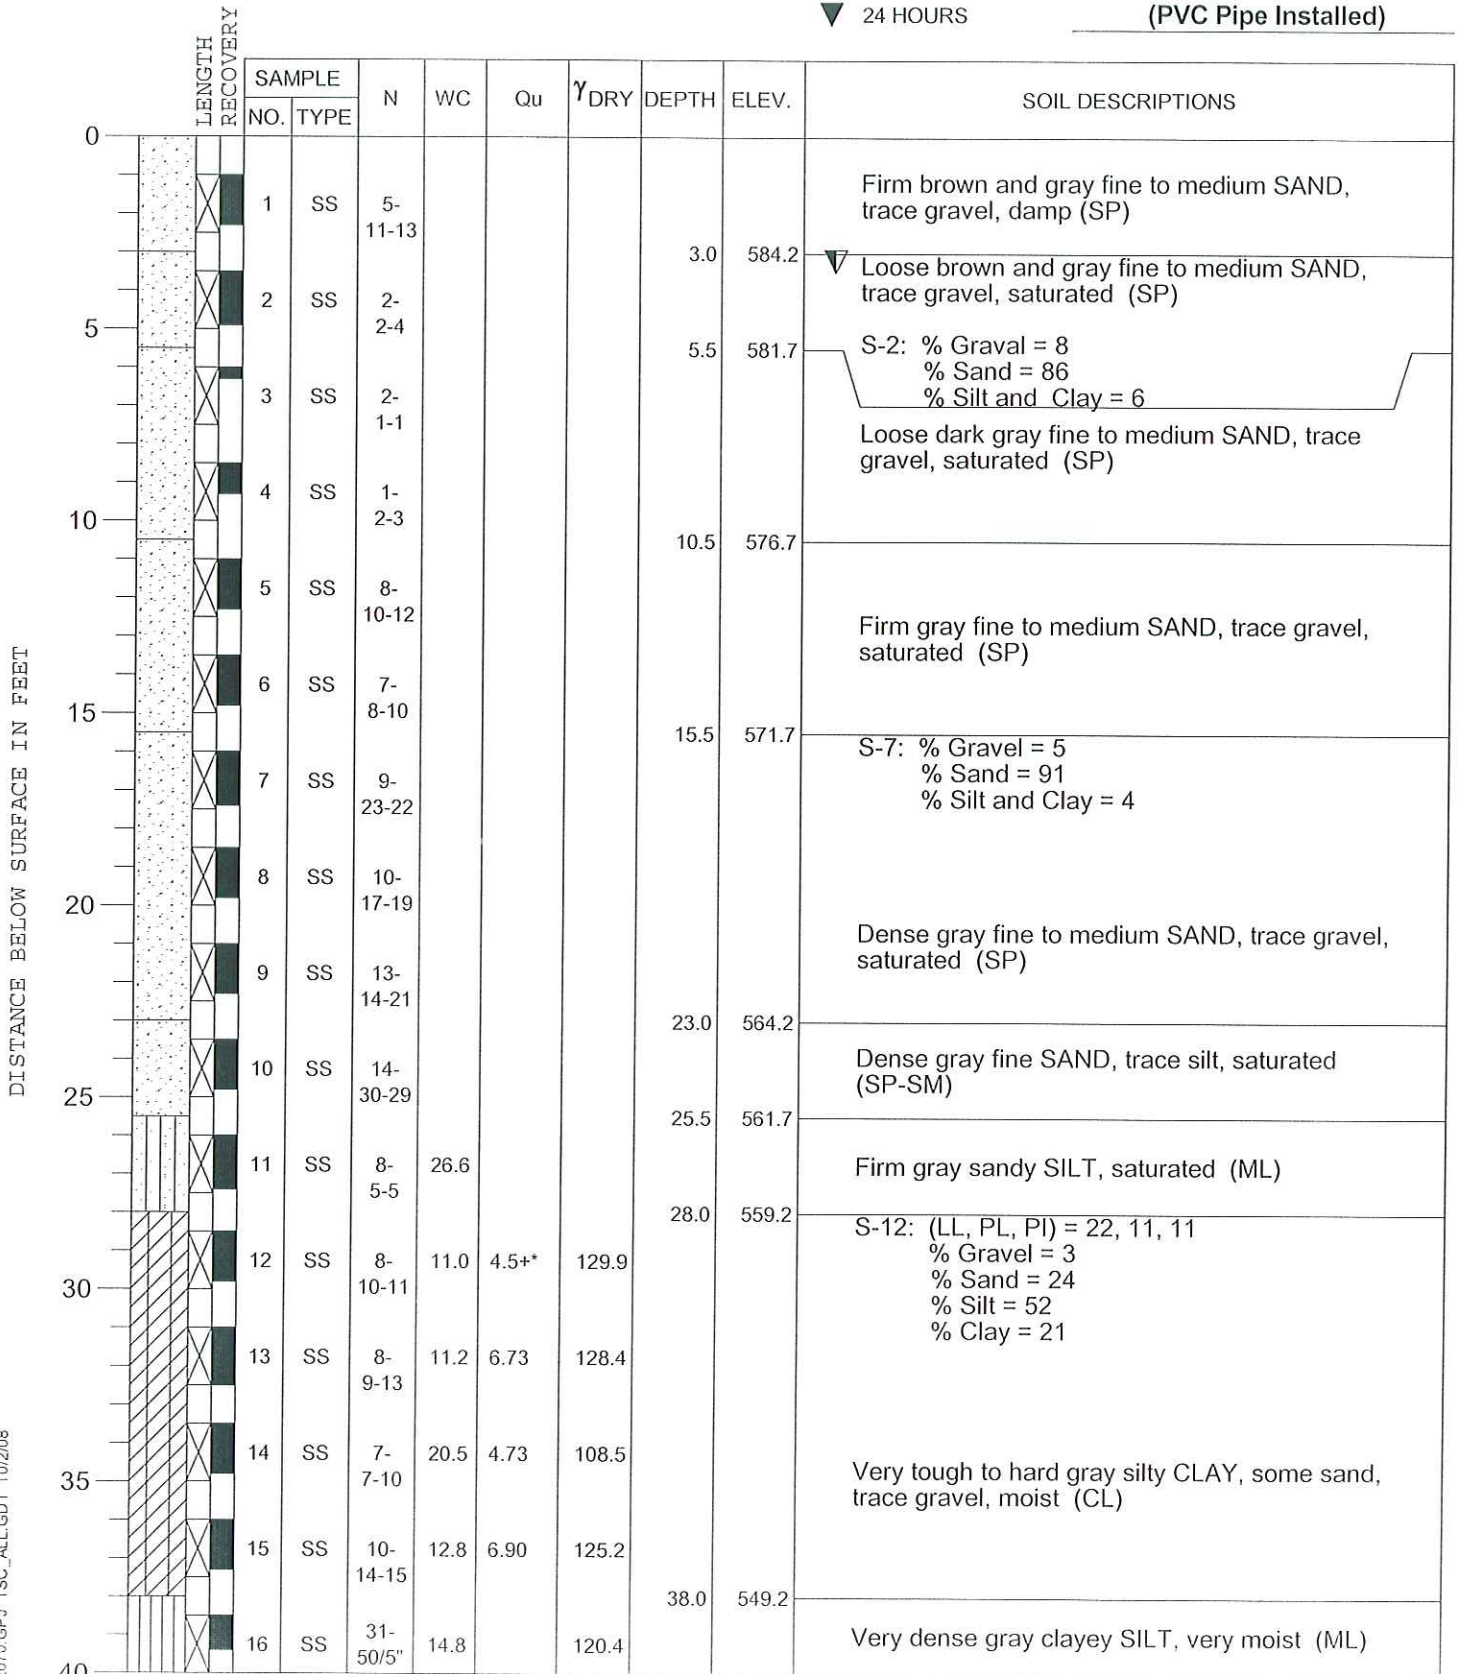 24 HOURS
(PVC Pipe Installed)
LENGTH
RECOVERY
SAMPLE
NO.
TYPE
N
WC
Qu
γDRY
DEPTH
ELEV.
SOIL DESCRIPTIONS
DISTANCE BELOW SURFACE IN FEET
0
1 SS 5-
11-13
Firm brown and gray fine to medium SAND,
trace gravel, damp (SP)
3.0 584.2
Loose brown and gray fine to medium SAND,
trace gravel, saturated (SP)
2 SS 2-
2-4
5
5.5 581.7
S-2: % Graval = 8
% Sand = 86
% Silt and Clay = 6
3 SS 2-
1-1
Loose dark gray fine to medium SAND, trace
gravel, saturated (SP)
4 SS 1-
2-3
10
10.5 576.7
5 SS 8-
10-12
Firm gray fine to medium SAND, trace gravel,
saturated (SP)
6 SS 7-
8-10
15
15.5 571.7
S-7: % Gravel = 5
% Sand = 91
% Silt and Clay = 4
7 SS 9-
23-22
8 SS 10-
17-19
20
Dense gray fine to medium SAND, trace gravel,
saturated (SP)
9 SS 13-
14-21
23.0 564.2
10 SS 14-
30-29
Dense gray fine SAND, trace silt, saturated
(SP-SM)
25
25.5 561.7
11 SS 8-
5-5
26.6
Firm gray sandy SILT, saturated (ML)
28.0 559.2
S-12: (LL, PL, PI) = 22, 11, 11
% Gravel = 3
% Sand = 24
% Silt = 52
% Clay = 21
12 SS 8-
10-11
11.0 4.5+* 129.9
30
13 SS 8-
9-13
11.2 6.73 128.4
14 SS 7-
7-10
20.5 4.73 108.5
35
Very tough to hard gray silty CLAY, some sand,
trace gravel, moist (CL)
15 SS 10-
14-15
12.8 6.90 125.2
38.0 549.2
16 SS 31-
50/5"
14.8 120.4
Very dense gray clayey SILT, very moist (ML)
40
TSC_ALL.GDT 10/2/08